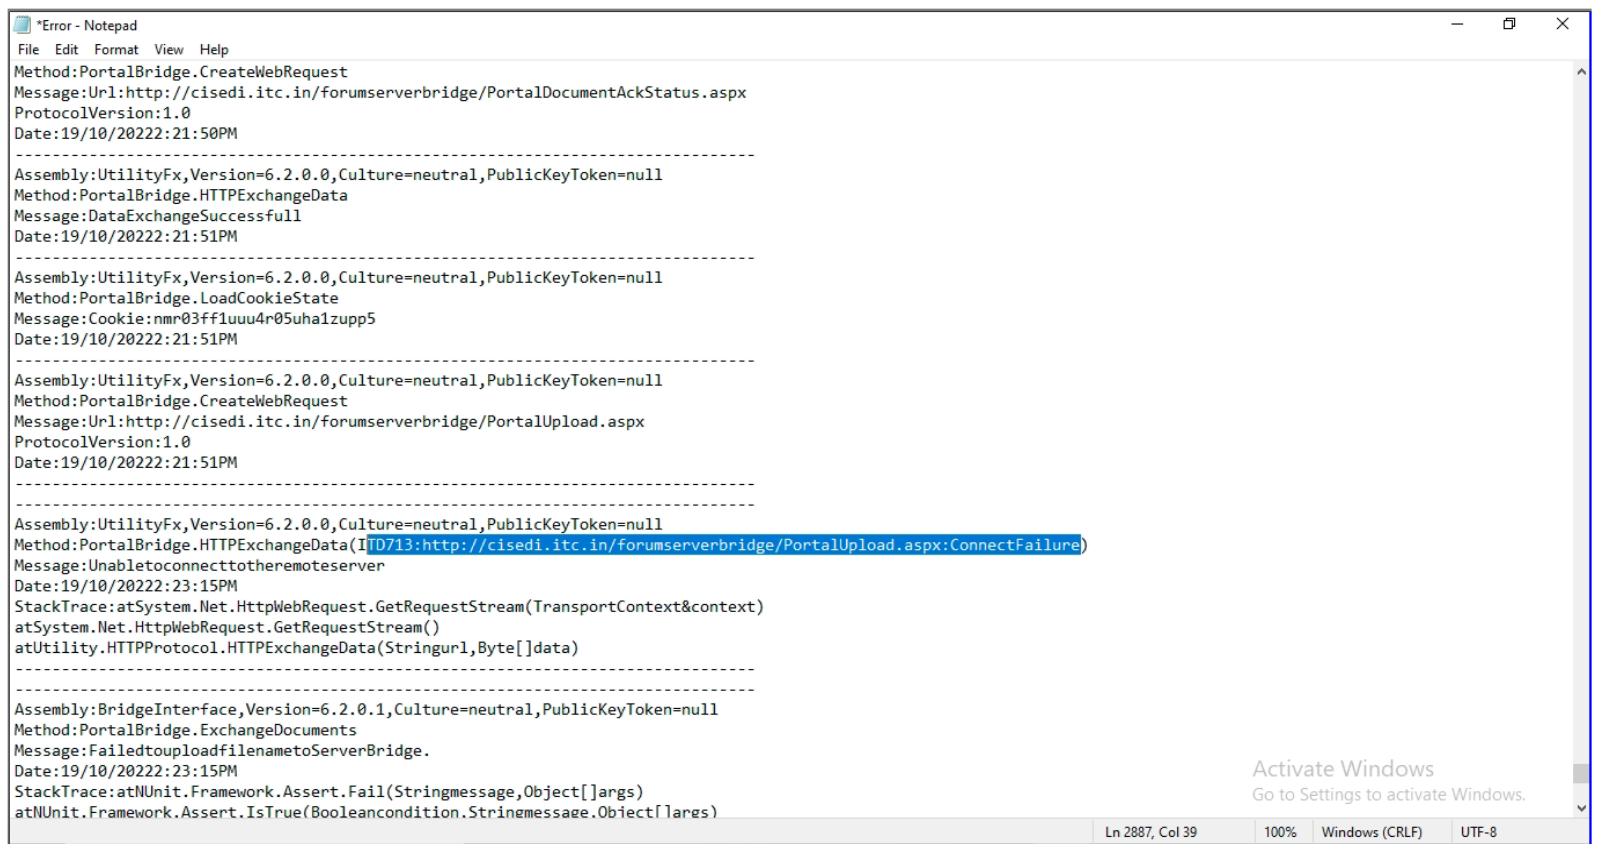 *Error - Notepad
File Edit Format View Help
Method:PortalBridge.CreateWebRequest
Message:Url:http://cisedi.itc.in/forumserverbridge/PortalDocumentAckStatus.aspx
ProtocolVersion:1.0
Date:19/10/20222:21:50PM
--------------------------------------------------------------------------------
Assembly:UtilityFx,Version=6.2.0.0,Culture=neutral,PublicKeyToken=null
Method:PortalBridge.HTTPExchangeData
Message:DataExchangeSuccessfull
Date:19/10/20222:21:51PM
--------------------------------------------------------------------------------
Assembly:UtilityFx,Version=6.2.0.0,Culture=neutral,PublicKeyToken=null
Method:PortalBridge.LoadCookieState
Message:Cookie:nmr03ff1uuu4r05uha1zupp5
Date:19/10/20222:21:51PM
--------------------------------------------------------------------------------
Assembly:UtilityFx,Version=6.2.0.0,Culture=neutral,PublicKeyToken=null
Method:PortalBridge.CreateWebRequest
Message:Url:http://cisedi.itc.in/forumserverbridge/PortalUpload.aspx
ProtocolVersion:1.0
Date:19/10/20222:21:51PM
--------------------------------------------------------------------------------
--------------------------------------------------------------------------------
Assembly:UtilityFx,Version=6.2.0.0,Culture=neutral,PublicKeyToken=null
Method:PortalBridge.HTTPExchangeData(ITD713:http://cisedi.itc.in/forumserverbridge/PortalUpload.aspx:ConnectFailure)
Message:Unabletoconnecttotheremoteserver
Date:19/10/20222:23:15PM
StackTrace:atSystem.Net.HttpWebRequest.GetRequestStream(TransportContext&context)
atSystem.Net.HttpWebRequest.GetRequestStream()
atUtility.HTTPProtocol.HTTPExchangeData(Stringurl,Byte[]data)
--------------------------------------------------------------------------------
--------------------------------------------------------------------------------
Assembly:BridgeInterface,Version=6.2.0.1,Culture=neutral,PublicKeyToken=null
Method:PortalBridge.ExchangeDocuments
Message:FailedtouploadfilenametoServerBridge.
Date:19/10/20222:23:15PM
StackTrace:atNUnit.Framework.Assert.Fail(Stringmessage,Object[]args)
atNUnit.Framework.Assert.IsTrue(Booleancondition,Stringmessage,Object[]args)
Activate Windows
Go to Settings to activate Windows.
Ln 2887, Col 39 100% Windows (CRLF) UTF-8